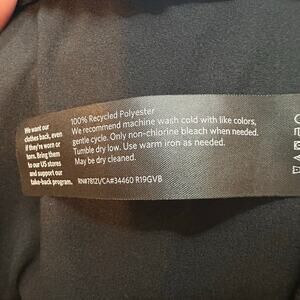 We want our
clothes back, even
if they're worn or
torn. Bring them
to our US stores
and support our
take-back program.
100% Recycled Polyester
We recommend machine wash cold with like colors,
gentle cycle. Only non-chlorine bleach when needed.
Tumble dry low. Use warm iron as needed.
May be dry cleaned.
RN#78121/CA#34460 R19GVB